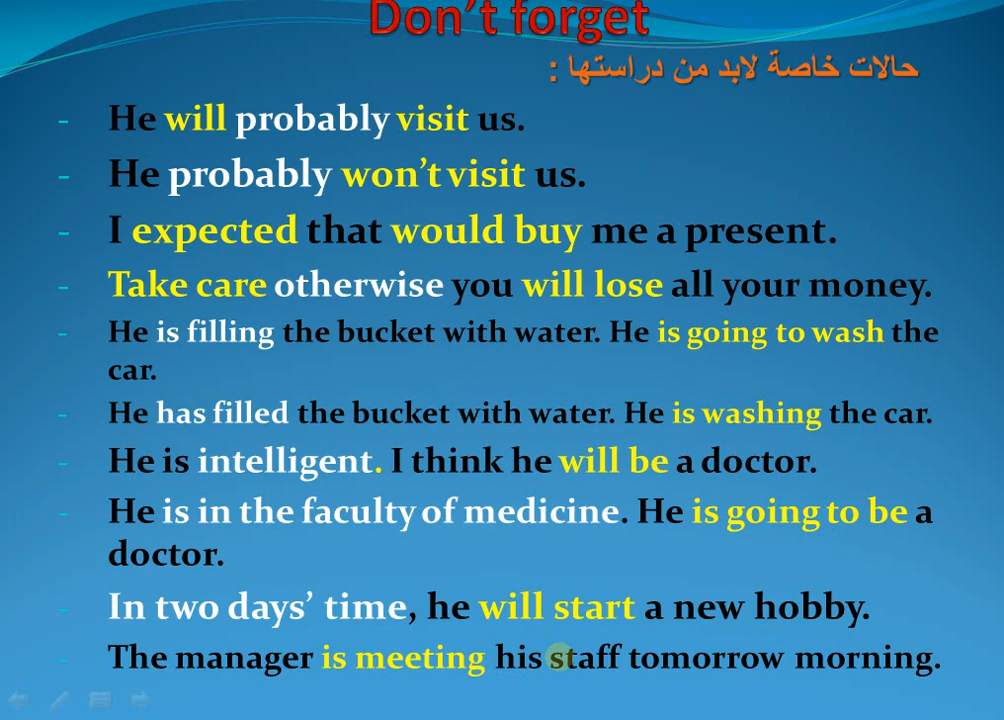 Don't forget
حالات خاصة لابد من دراستها :
- He will probably visit us.
- He probably won't visit us.
- I expected that would buy me a present.
- Take care otherwise you will lose all your money.
- He is filling the bucket with water. He is going to wash the
car.
- He has filled the bucket with water. He is washing the car.
- He is intelligent. I think he will be a doctor.
- He is in the faculty of medicine. He is going to be a
doctor.
- In two days' time, he will start a new hobby.
- The manager is meeting his staff tomorrow morning.